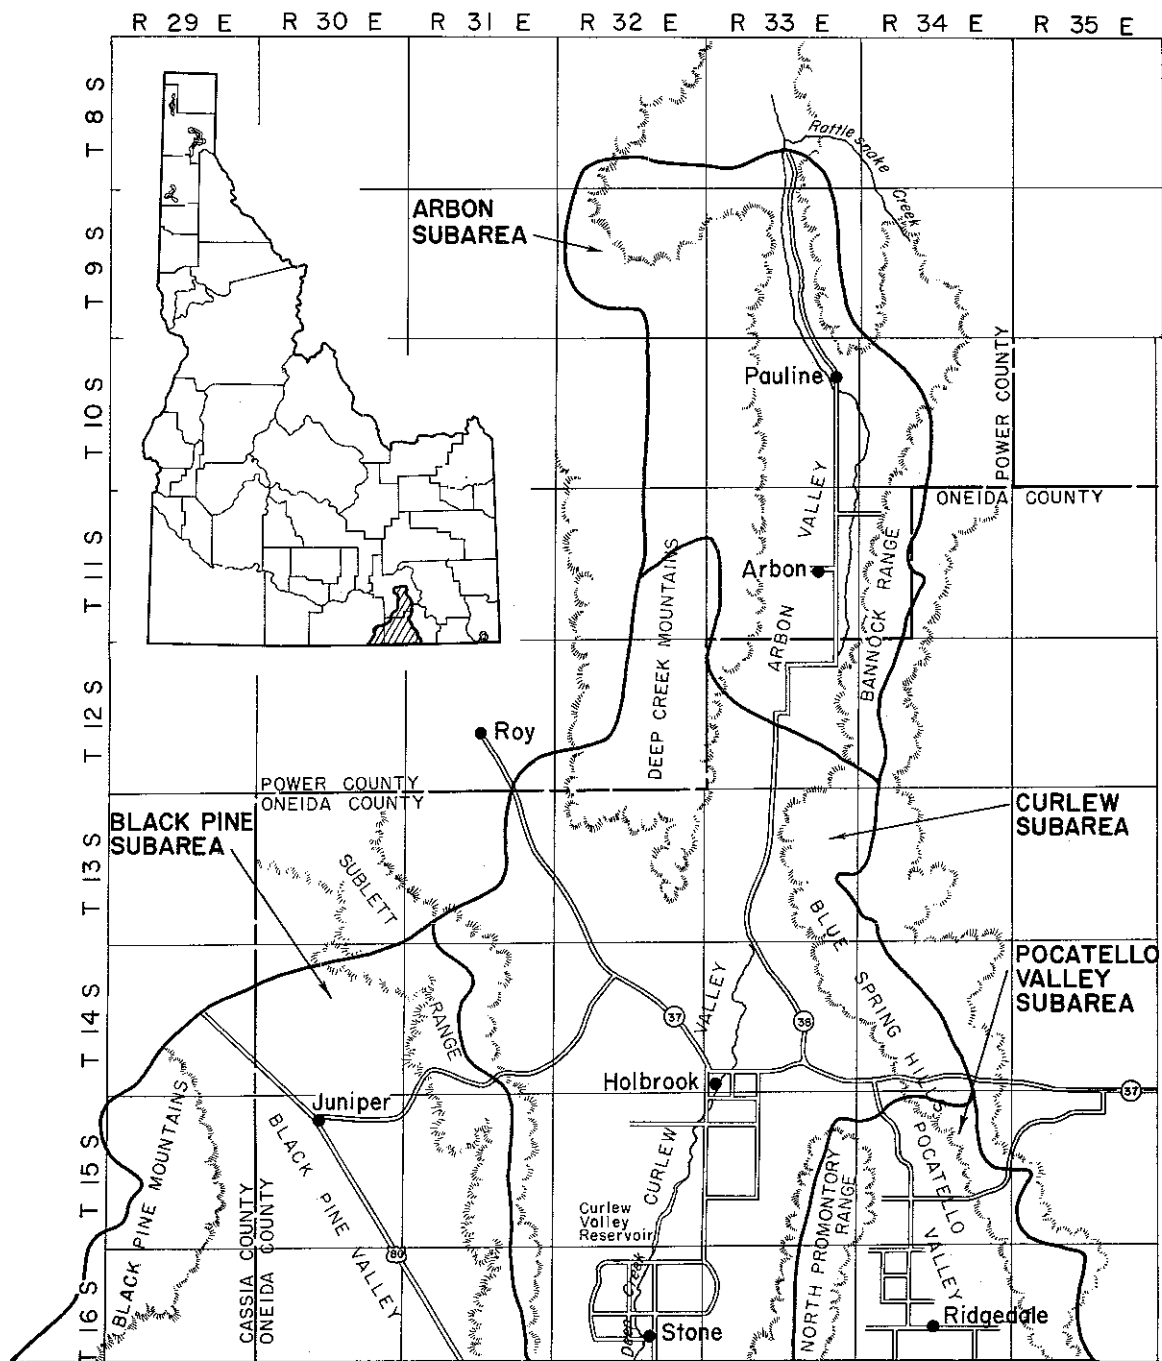 R 29 E
R 30 E
R 31 E
R 32 E
R 33 E
R 34 E
R 35 E
T 8 S
T 9 S
T 10 S
T 11 S
T 12 S
T 13 S
T 14 S
T 15 S
T 16 S
Rattlesnake Creek
ARBON
SUBAREA
Pauline
POWER COUNTY
ONEIDA COUNTY
ARBON VALLEY
Arbon
BANNOCK RANGE
DEEP CREEK MOUNTAINS
Roy
POWER COUNTY
ONEIDA COUNTY
BLACK PINE
SUBAREA
SUBLETT RANGE
CURLEW
SUBAREA
BLUE SPRING HILLS
POCATELLO
VALLEY
SUBAREA
37
38
37
Holbrook
Juniper
CURLEW VALLEY
BLACK PINE MOUNTAINS
BLACK PINE VALLEY
80
CASSIA COUNTY
ONEIDA COUNTY
Curlew
Valley
Reservoir
Deep Creek
Stone
NORTH PROMONTORY
RANGE
POCATELLO VALLEY
Ridgedale